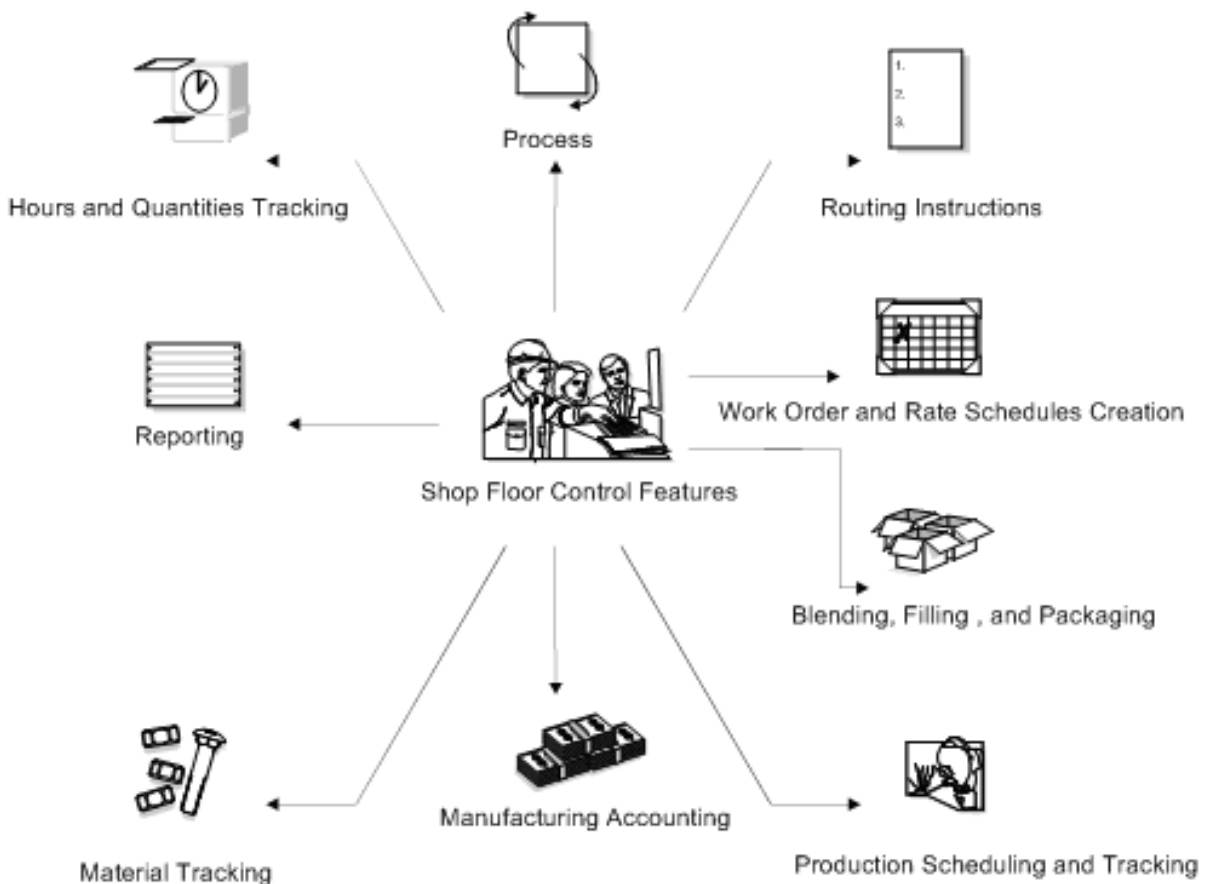 Process
1.
2.
3.
Hours and Quantities Tracking
Routing Instructions
Reporting
Work Order and Rate Schedules Creation
Shop Floor Control Features
Blending, Filling , and Packaging
Manufacturing Accounting
Material Tracking
Production Scheduling and Tracking